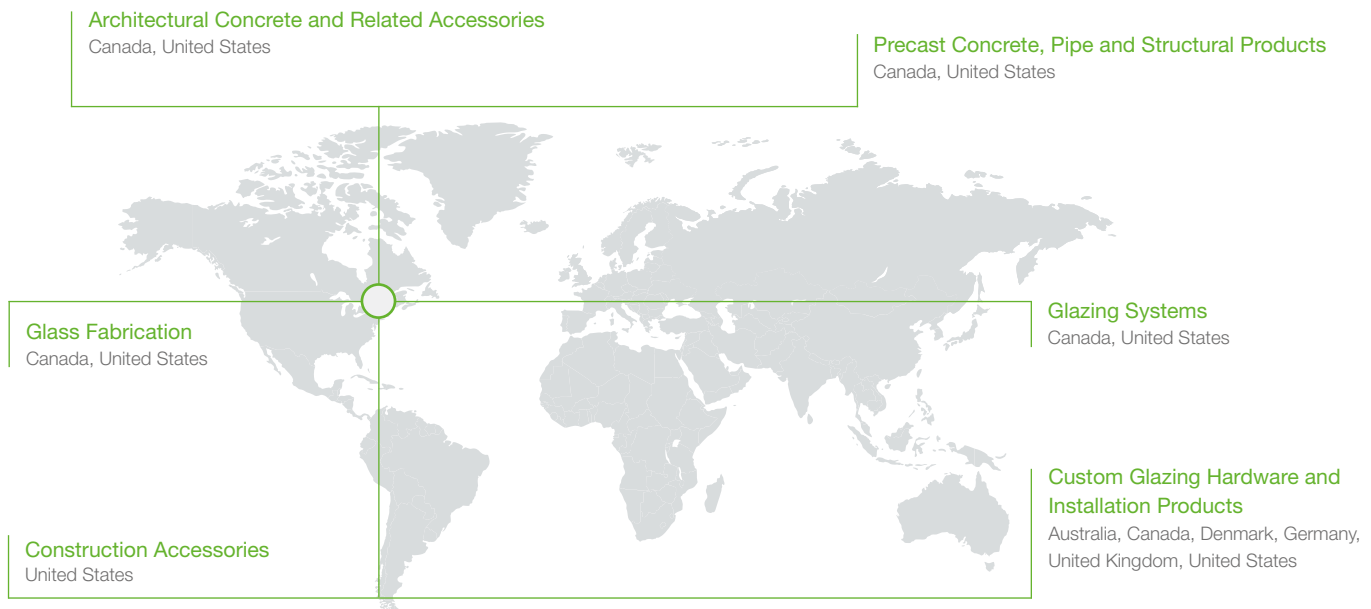 Architectural Concrete and Related Accessories
Canada, United States
Precast Concrete, Pipe and Structural Products
Canada, United States
Glass Fabrication
Canada, United States
Glazing Systems
Canada, United States
Custom Glazing Hardware and
Installation Products
Australia, Canada, Denmark, Germany,
United Kingdom, United States
Construction Accessories
United States